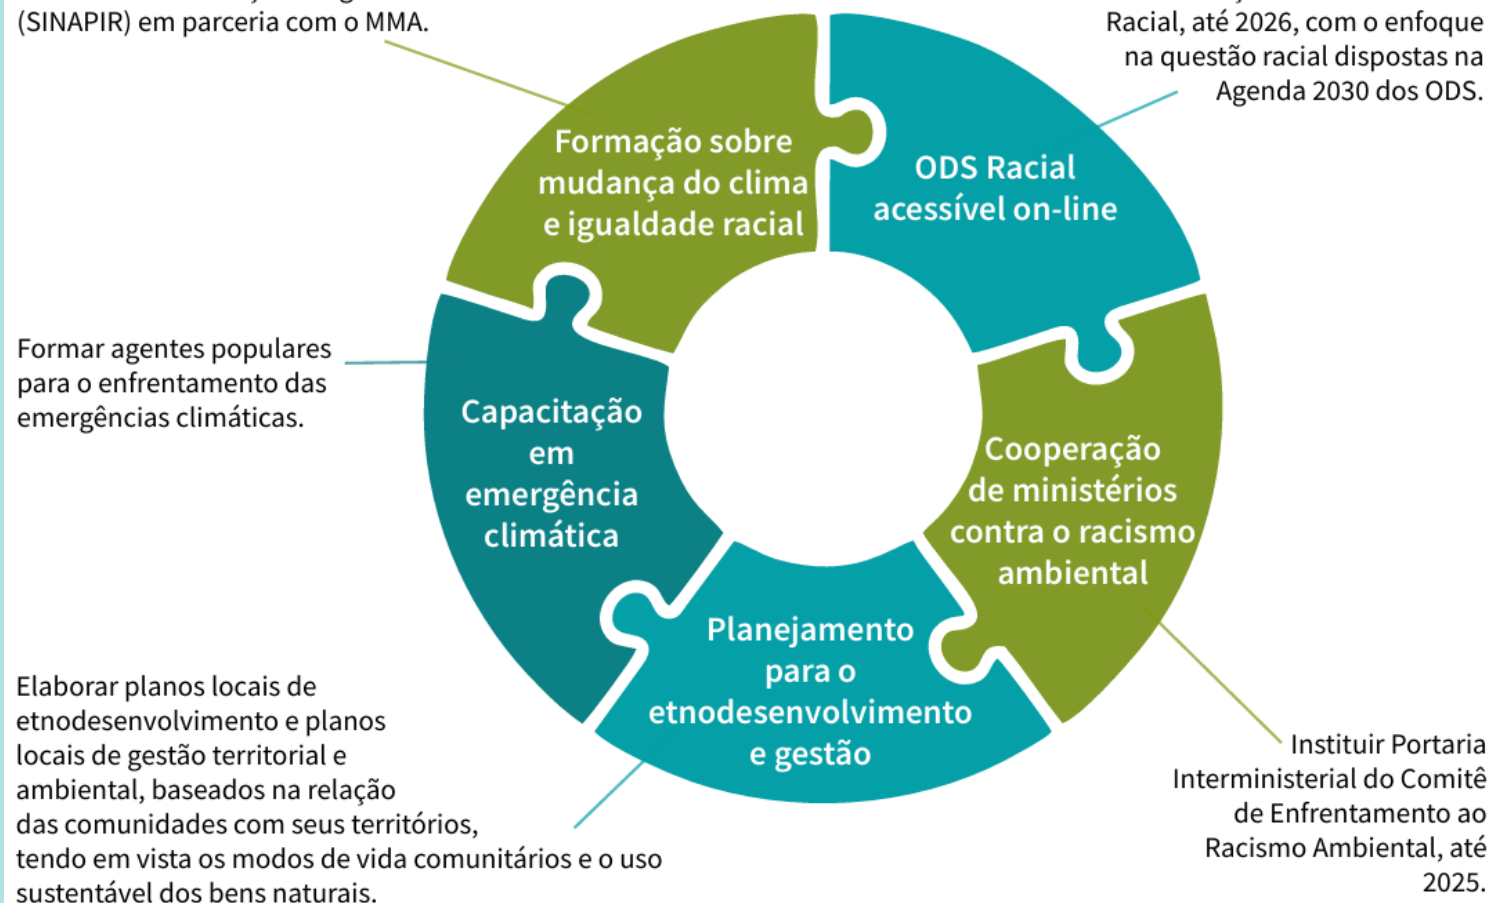 (SINAPIR) em parceria com o MMA.
Racial, até 2026, com o enfoque
na questão racial dispostas na
Agenda 2030 dos ODS.
Formação sobre
mudança do clima
e igualdade racial
ODS Racial
acessível on-line
Formar agentes populares
para o enfrentamento das
emergências climáticas.
Capacitação
em
emergência
climática
Cooperação
de ministérios
contra o racismo
ambiental
Planejamento
para o
etnodesenvolvimento
e gestão
Elaborar planos locais de
etnodesenvolvimento e planos
locais de gestão territorial e
ambiental, baseados na relação
das comunidades com seus territórios,
tendo em vista os modos de vida comunitários e o uso
sustentável dos bens naturais.
Instituir Portaria
Interministerial do Comitê
de Enfrentamento ao
Racismo Ambiental, até
2025.